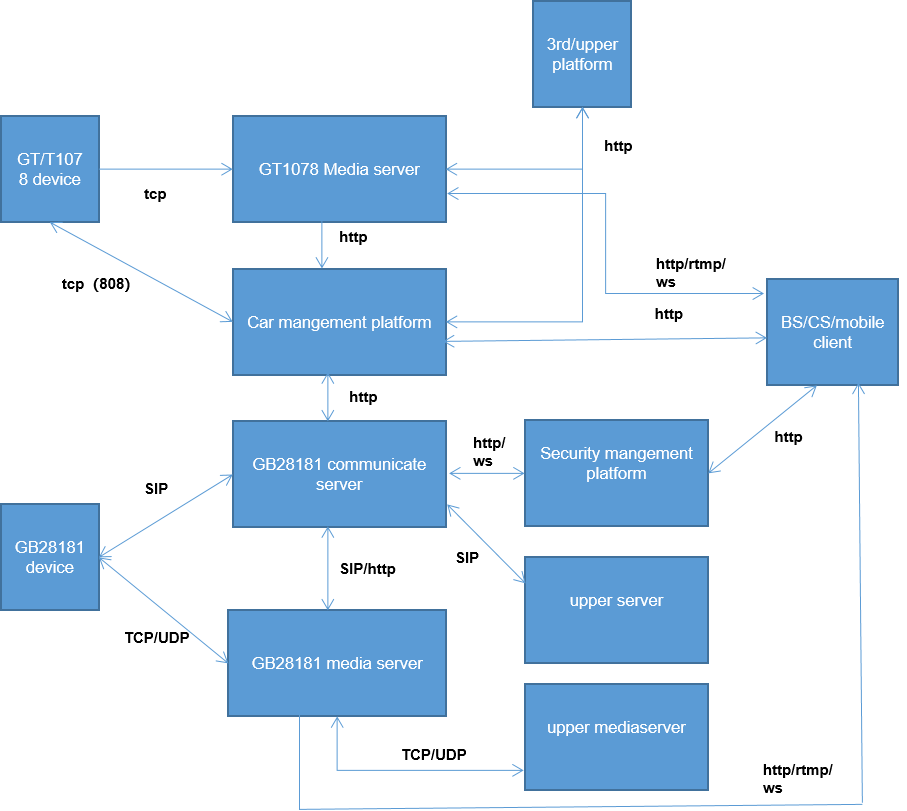 3rd/upper
platform
http
GT/T107
8 device
tcp
GT1078 Media server
http
tcp（808）
Car mangement platform
http/rtmp/
ws
http
BS/CS/mobile
client
http
GB28181 communicate
server
http/
ws
Security mangement
platform
http
SIP
GB28181
device
SIP/http
SIP
upper server
TCP/UDP
GB28181 media server
upper mediaserver
TCP/UDP
http/rtmp/
ws